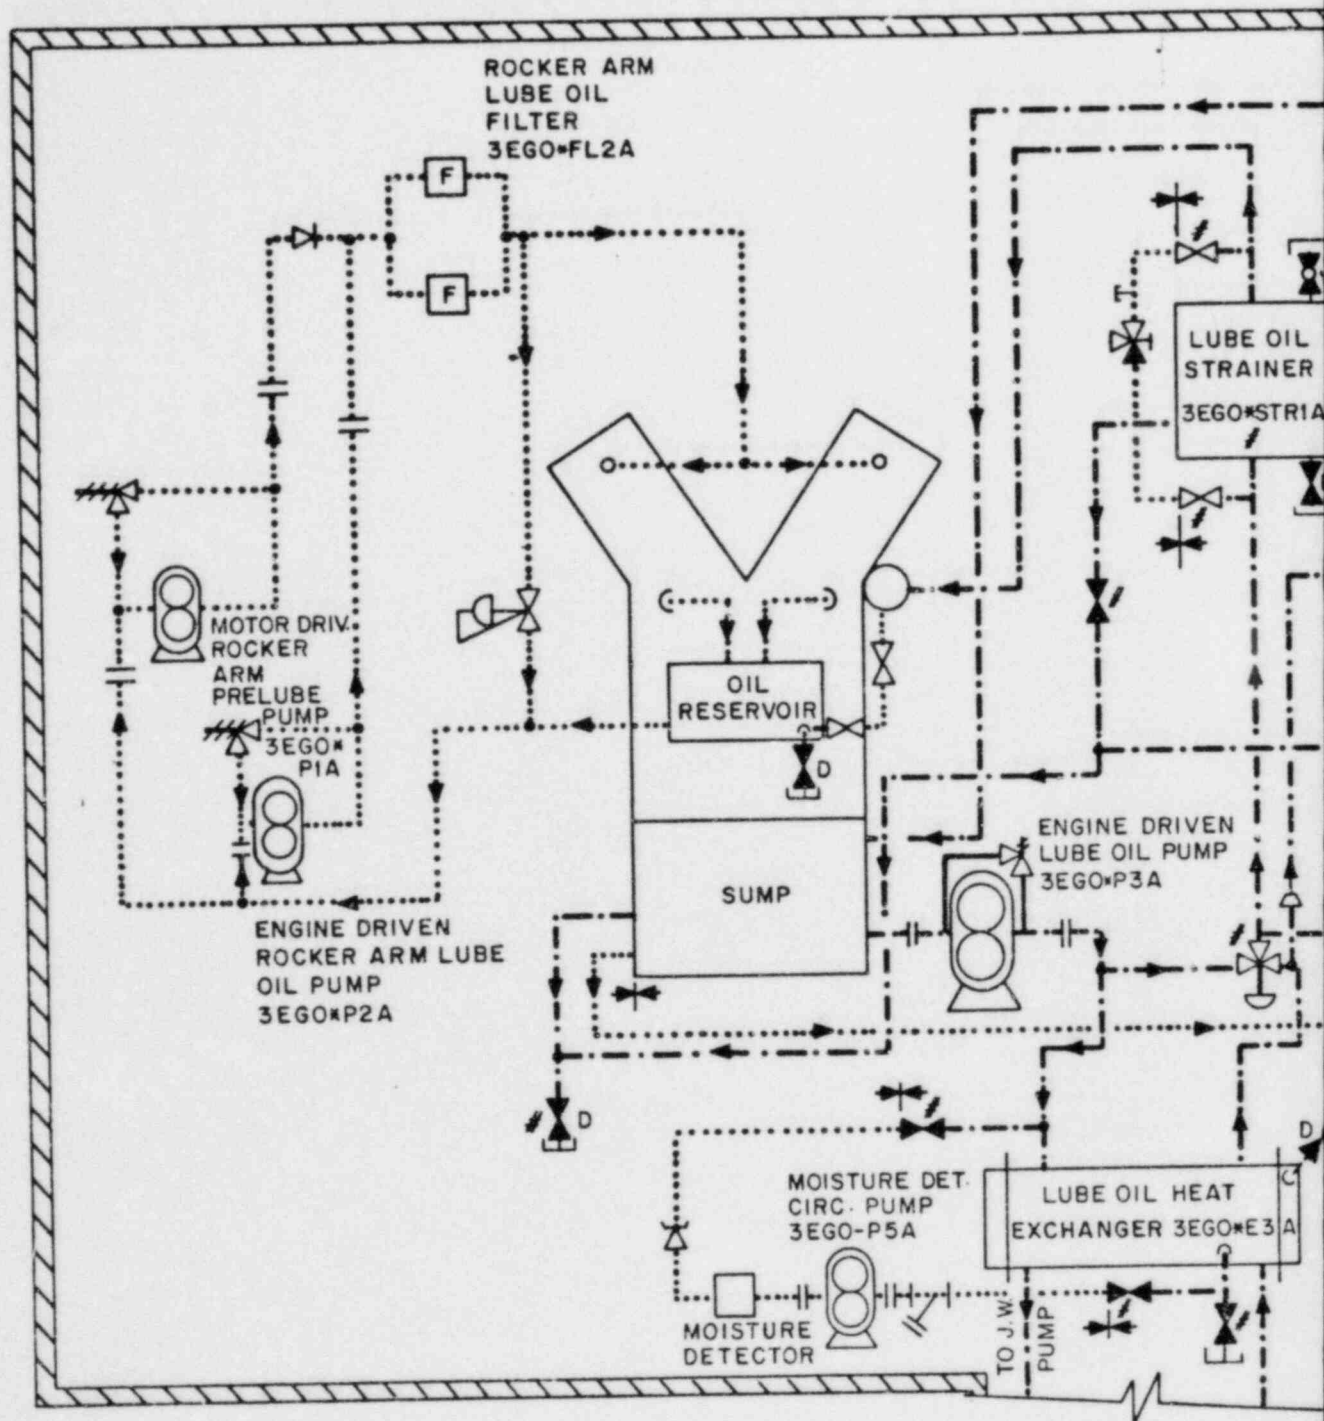 ROCKER ARM
LUBE OIL
FILTER
3EGO*FL2A
F
F
T
LUBE OIL
STRAINER
3EGO*STR1A
MOTOR DRIV.
ROCKER
ARM
PRELUBE
PUMP
3EGO*
P1A
OIL
RESERVOIR
D
ENGINE DRIVEN
LUBE OIL PUMP
3EGO*P3A
SUMP
ENGINE DRIVEN
ROCKER ARM LUBE
OIL PUMP
3EGO*P2A
D
D
MOISTURE DET.
CIRC. PUMP
3EGO-P5A
LUBE OIL HEAT
EXCHANGER 3EGO*E3A
MOISTURE
DETECTOR
TO J.W.
PUMP